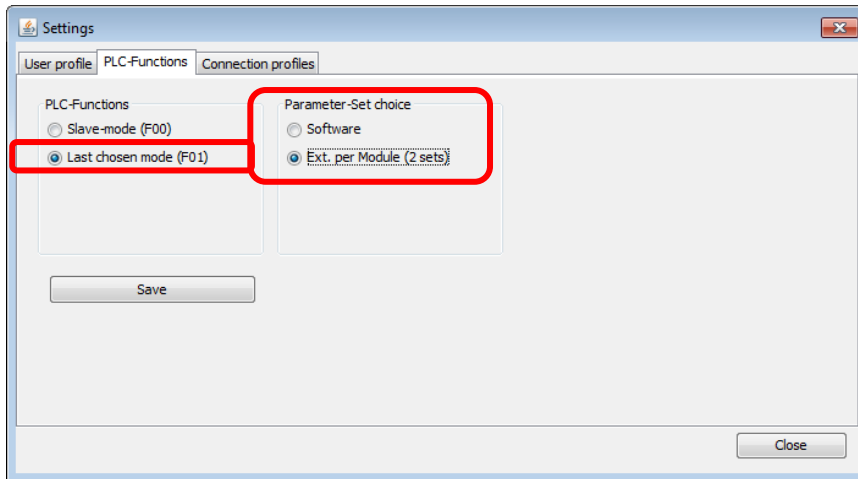 Settings
User profile
PLC-Functions
Connection profiles
PLC-Functions
Slave-mode (F00)
Last chosen mode (F01)
Parameter-Set choice
Software
Ext. per Module (2 sets)
Save
Close